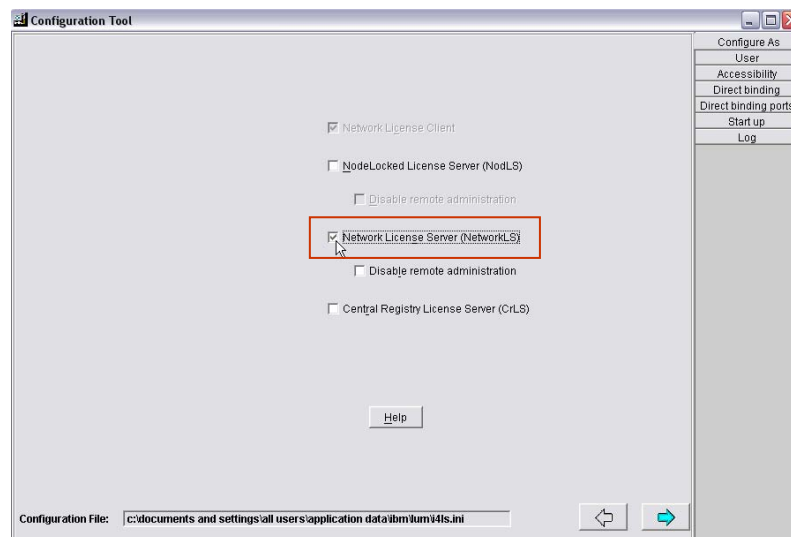 Configuration Tool
Configure As
User
Accessibility
Direct binding
Direct binding ports
Start up
Log
Network License Client
NodeLocked License Server (NodLS)
Disable remote administration
Network License Server (NetworkLS)
Disable remote administration
Central Registry License Server (CrLS)
Help
Configuration File: c:\documents and settings\all users\application data\ibm\lum\i4ls.ini